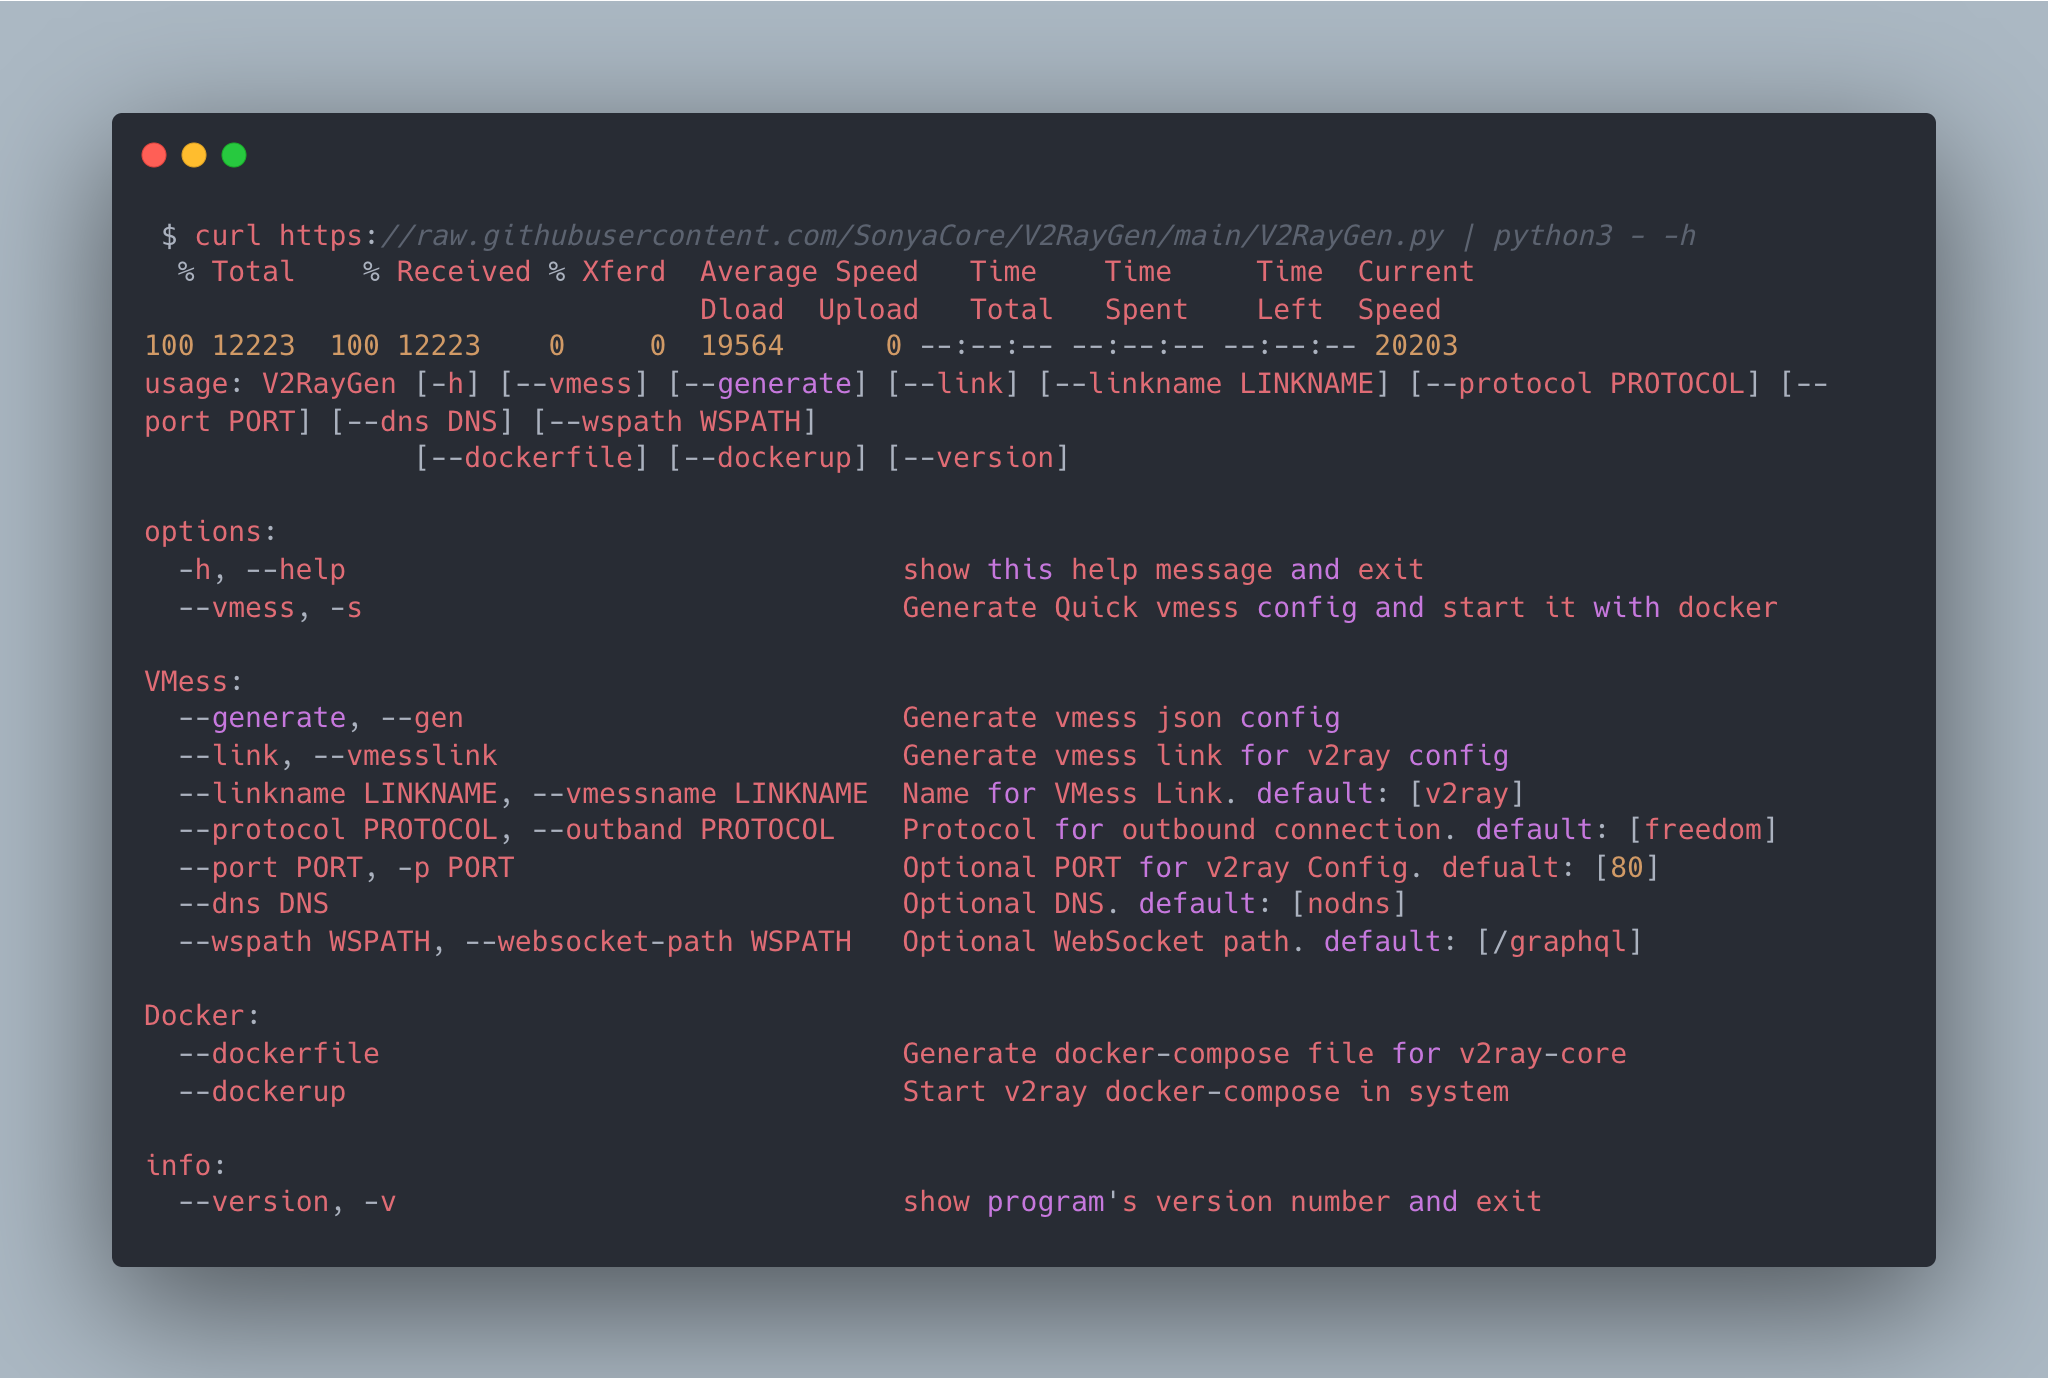 $ curl https://raw.githubusercontent.com/SonyaCore/V2RayGen/main/V2RayGen.py | python3 - -h
  % Total    % Received % Xferd  Average Speed   Time    Time     Time  Current
                                 Dload  Upload   Total   Spent    Left  Speed
100 12223  100 12223    0     0  19564      0 --:--:-- --:--:-- --:--:-- 20203
usage: V2RayGen [-h] [--vmess] [--generate] [--link] [--linkname LINKNAME] [--protocol PROTOCOL] [--
port PORT] [--dns DNS] [--wspath WSPATH]
                [--dockerfile] [--dockerup] [--version]

options:
  -h, --help                                 show this help message and exit
  --vmess, -s                                Generate Quick vmess config and start it with docker

VMess:
  --generate, --gen                          Generate vmess json config
  --link, --vmesslink                        Generate vmess link for v2ray config
  --linkname LINKNAME, --vmessname LINKNAME  Name for VMess Link. default: [v2ray]
  --protocol PROTOCOL, --outband PROTOCOL    Protocol for outbound connection. default: [freedom]
  --port PORT, -p PORT                       Optional PORT for v2ray Config. defualt: [80]
  --dns DNS                                  Optional DNS. default: [nodns]
  --wspath WSPATH, --websocket-path WSPATH   Optional WebSocket path. default: [/graphql]

Docker:
  --dockerfile                               Generate docker-compose file for v2ray-core
  --dockerup                                 Start v2ray docker-compose in system

info:
  --version, -v                              show program's version number and exit